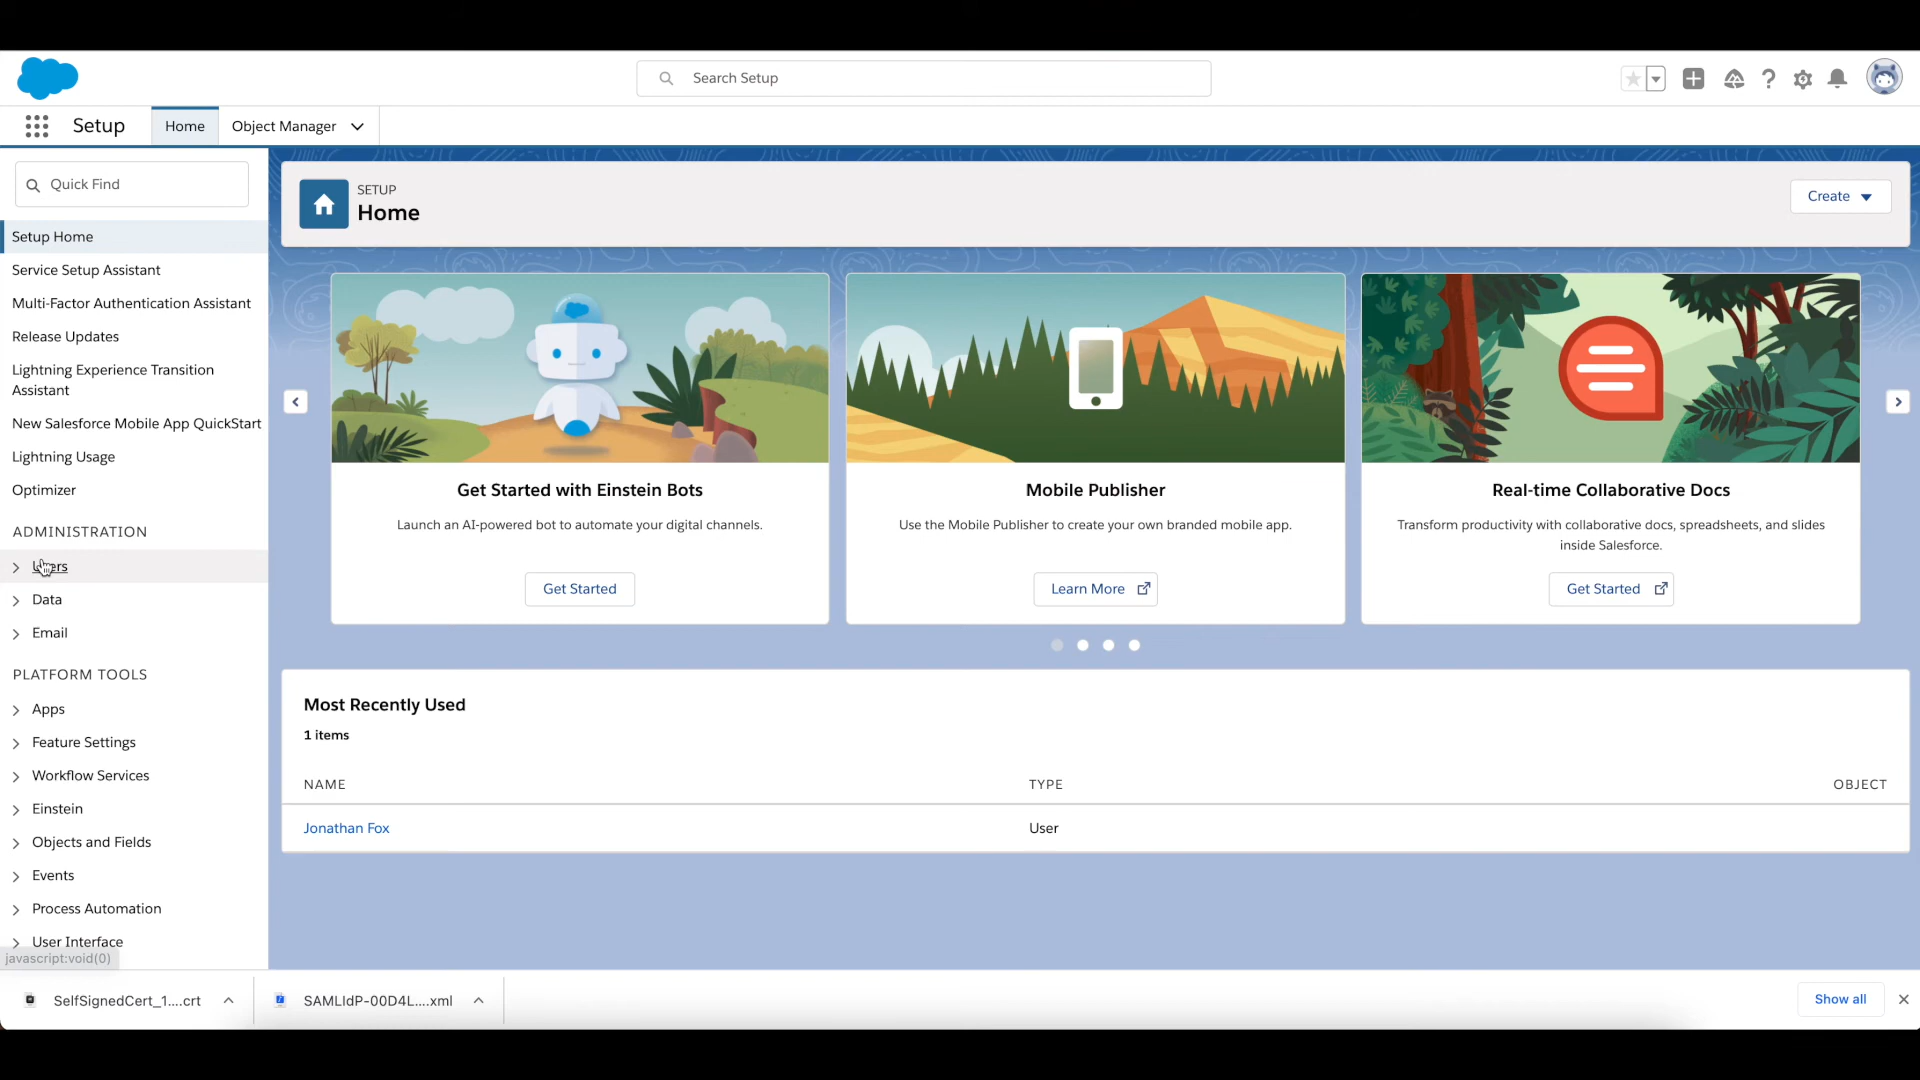 Search Setup
Setup
Home
Object Manager
Quick Find
Setup Home
Service Setup Assistant
Multi-Factor Authentication Assistant
Release Updates
Lightning Experience Transition
Assistant
New Salesforce Mobile App QuickStart
Lightning Usage
Optimizer
ADMINISTRATION
Users
Data
Email
PLATFORM TOOLS
Apps
Feature Settings
Workflow Services
Einstein
Objects and Fields
Events
Process Automation
User Interface
javascript:void(0)
SETUP
Home
Create
Get Started with Einstein Bots
Launch an AI-powered bot to automate your digital channels.
Get Started
Mobile Publisher
Use the Mobile Publisher to create your own branded mobile app.
Learn More
Real-time Collaborative Docs
Transform productivity with collaborative docs, spreadsheets, and slides
inside Salesforce.
Get Started
Most Recently Used
1 items
NAME TYPE OBJECT
Jonathan Fox User
SelfSignedCert_1....crt
SAMLIdP-00D4L....xml
Show all